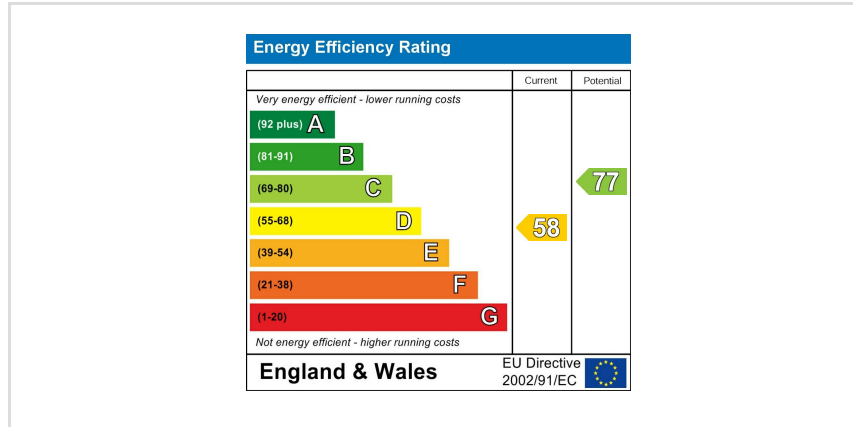 Energy Efficiency Rating
Current Potential
Very energy efficient - lower running costs
(92 plus) A
(81-91) B
(69-80) C
77
(55-68) D
58
(39-54) E
(21-38) F
(1-20) G
Not energy efficient - higher running costs
England & Wales
EU Directive
2002/91/EC